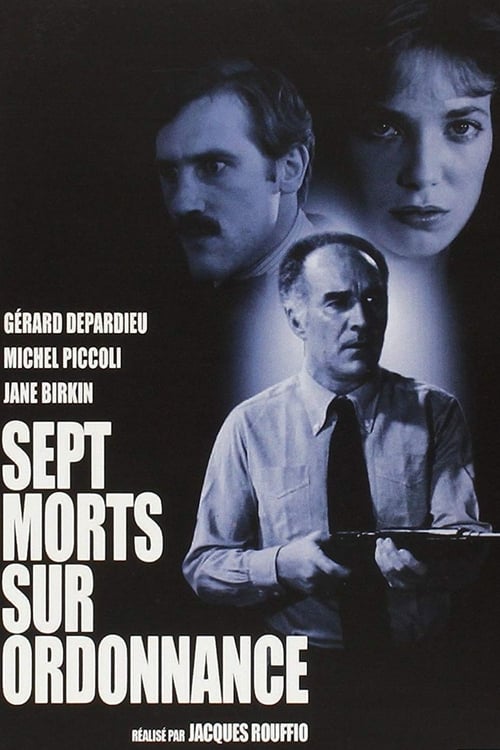 GÉRARD DEPARDIEU
MICHEL PICCOLI
JANE BIRKIN
SEPT
MORTS
SUR
ORDONNANCE
RÉALISÉ PAR JACQUES ROUFFIO